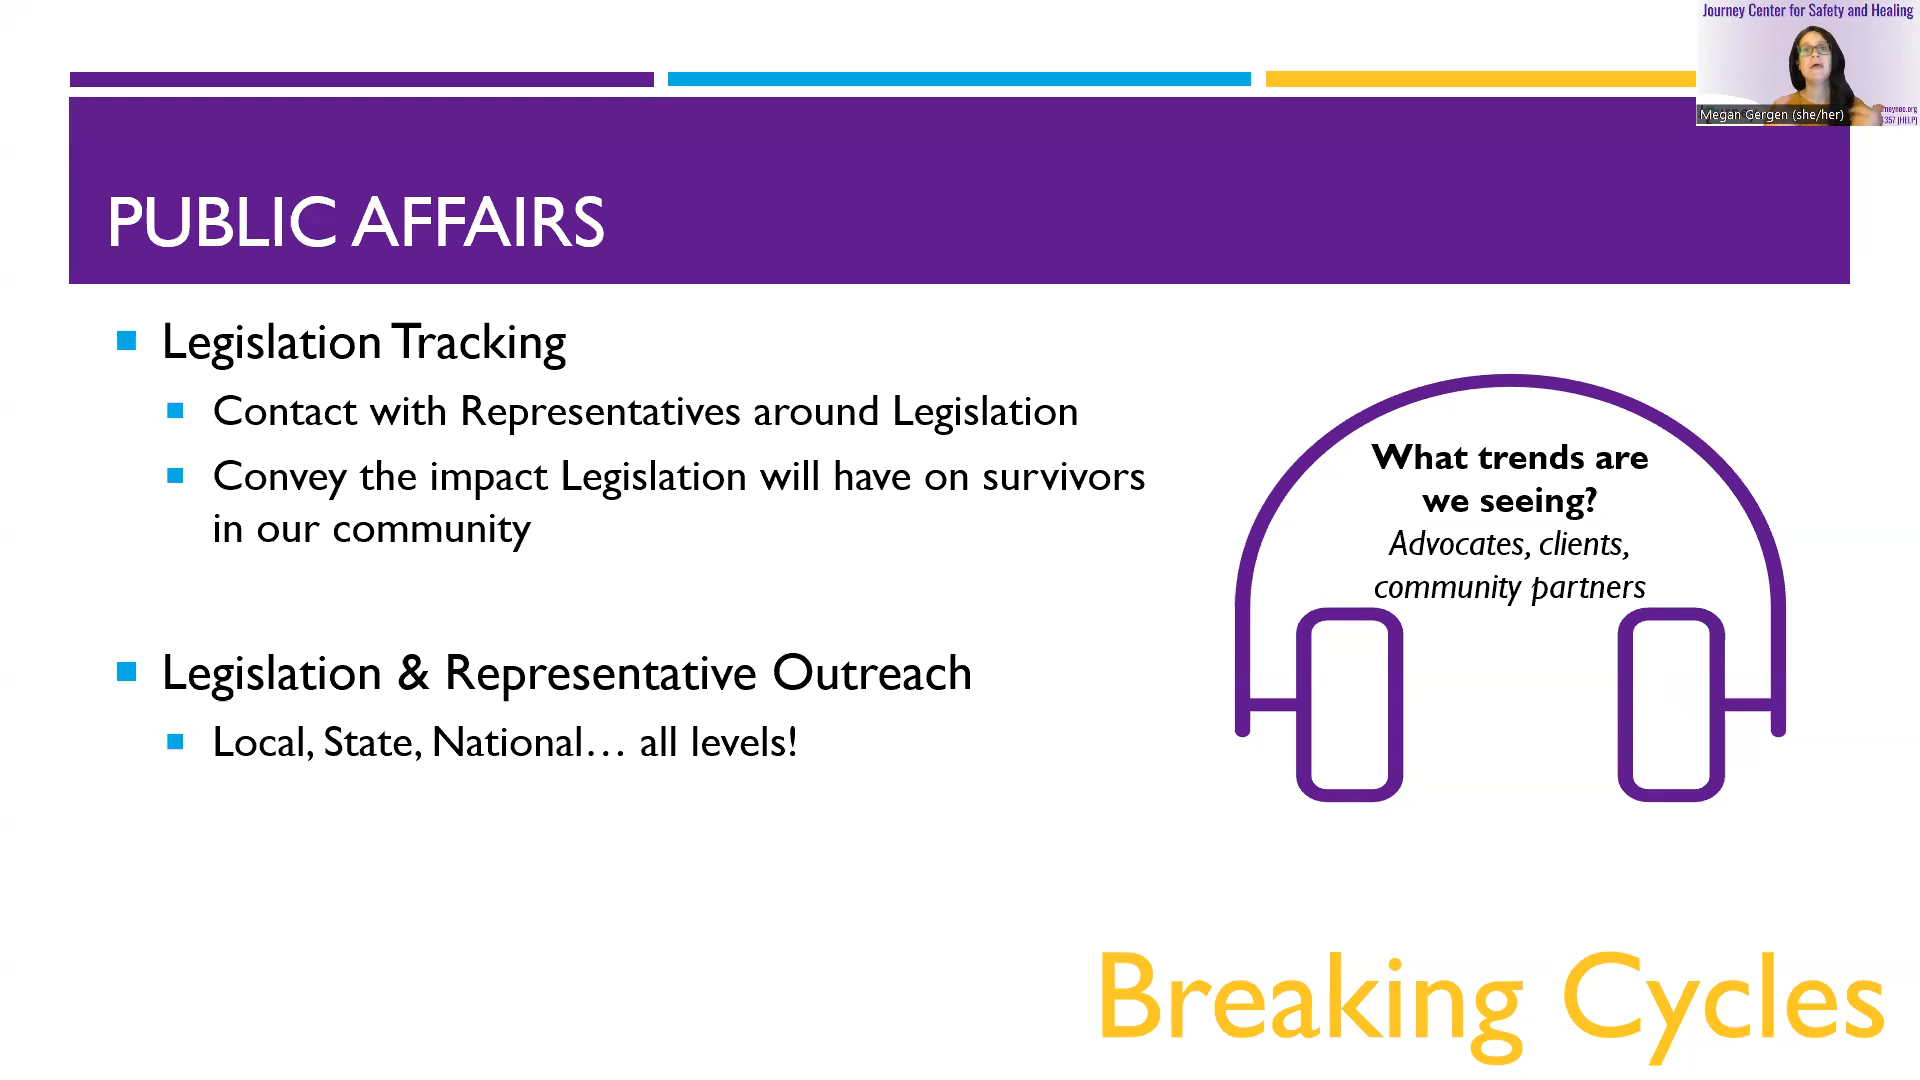 Journey Center for Safety and Healing
Megan Gergen (she/her)
PUBLIC AFFAIRS
Legislation Tracking
Contact with Representatives around Legislation
Convey the impact Legislation will have on survivors
in our community
Legislation & Representative Outreach
Local, State, National… all levels!
What trends are
we seeing?
Advocates, clients,
community partners
Breaking Cycles